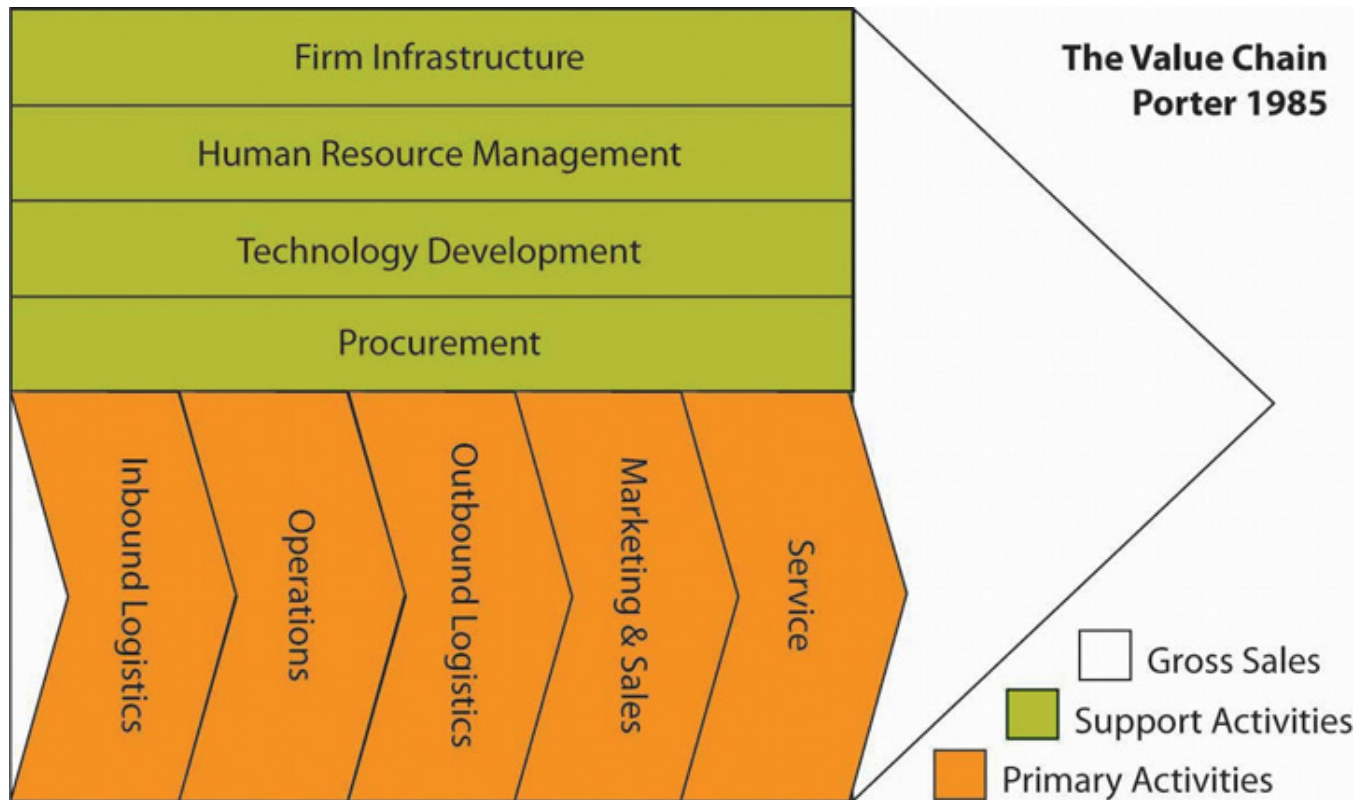 Firm Infrastructure
Human Resource Management
Technology Development
Procurement
Inbound Logistics
Operations
Outbound Logistics
Marketing & Sales
Service
The Value Chain
Porter 1985
Gross Sales
Support Activities
Primary Activities